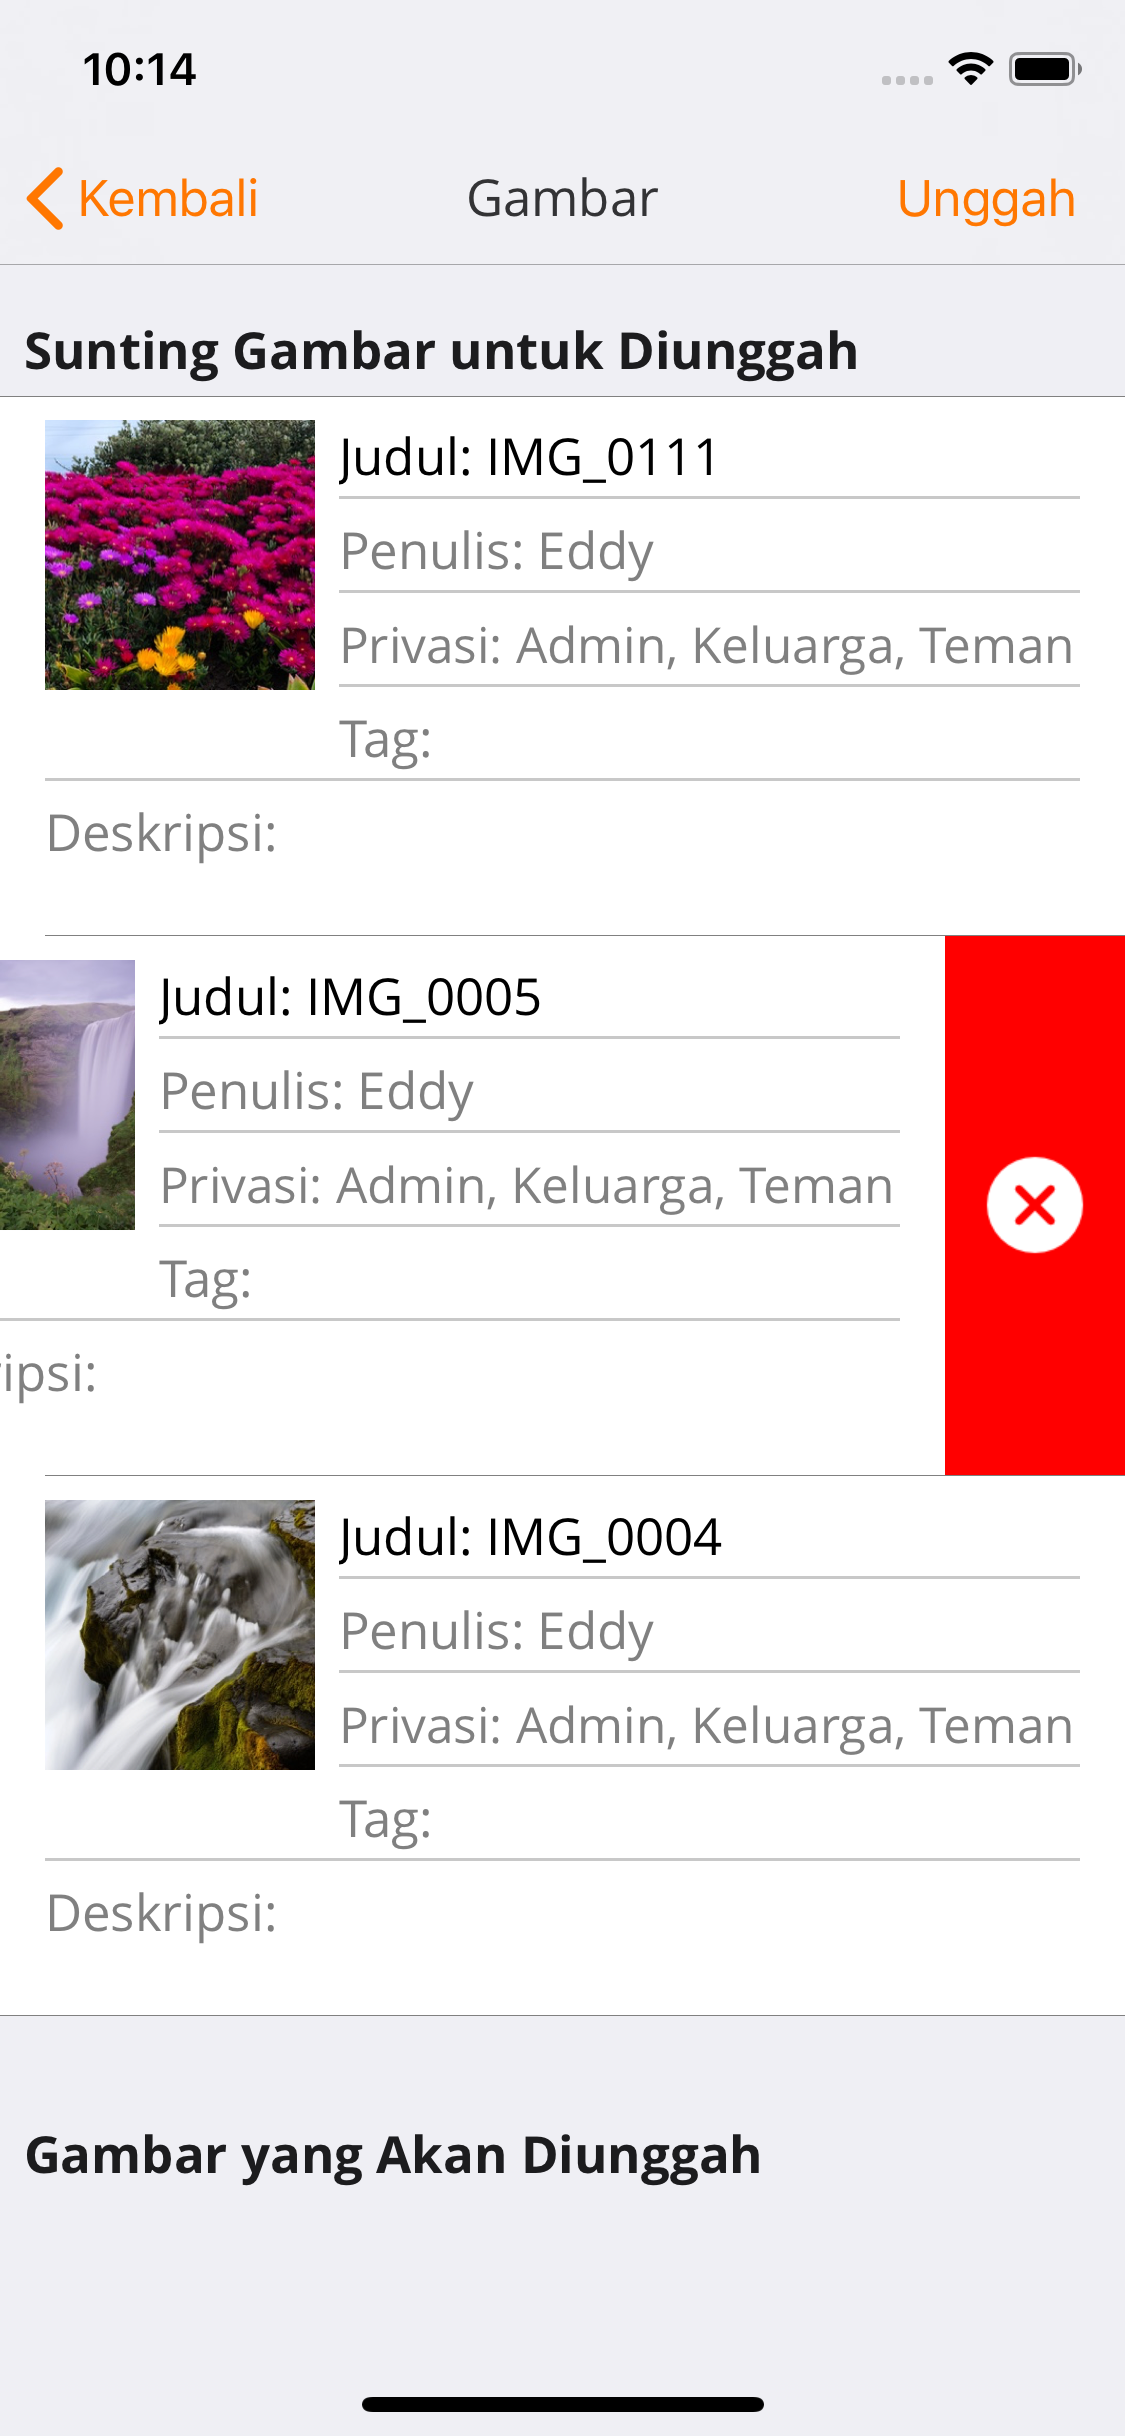 10:14
Kembali
Gambar
Unggah
Sunting Gambar untuk Diunggah
Judul: IMG_0111
Penulis: Eddy
Privasi: Admin, Keluarga, Teman
Tag:
Deskripsi:
Judul: IMG_0005
Penulis: Eddy
Privasi: Admin, Keluarga, Teman
Tag:
ripsi:
Judul: IMG_0004
Penulis: Eddy
Privasi: Admin, Keluarga, Teman
Tag:
Deskripsi:
Gambar yang Akan Diunggah